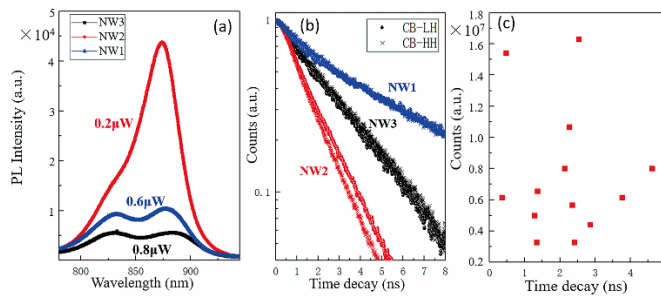 (a)
×10⁴
NW3
NW2
NW1
5
4
3
2
1
PL Intensity (a.u.)
0.2μW
0.6μW
0.8μW
800
850
900
Wavelength (nm)
(b)
1.0
0.1
Counts (a.u.)
CB-LH
CB-HH
NW1
NW3
NW2
0 1 2 3 4 5 6 7 8
Time decay (ns)
(c)
×10⁷
1.8
1.6
1.4
1.2
1.0
0.8
0.6
0.4
0.2
Counts (a.u.)
0
2
4
Time decay (ns)